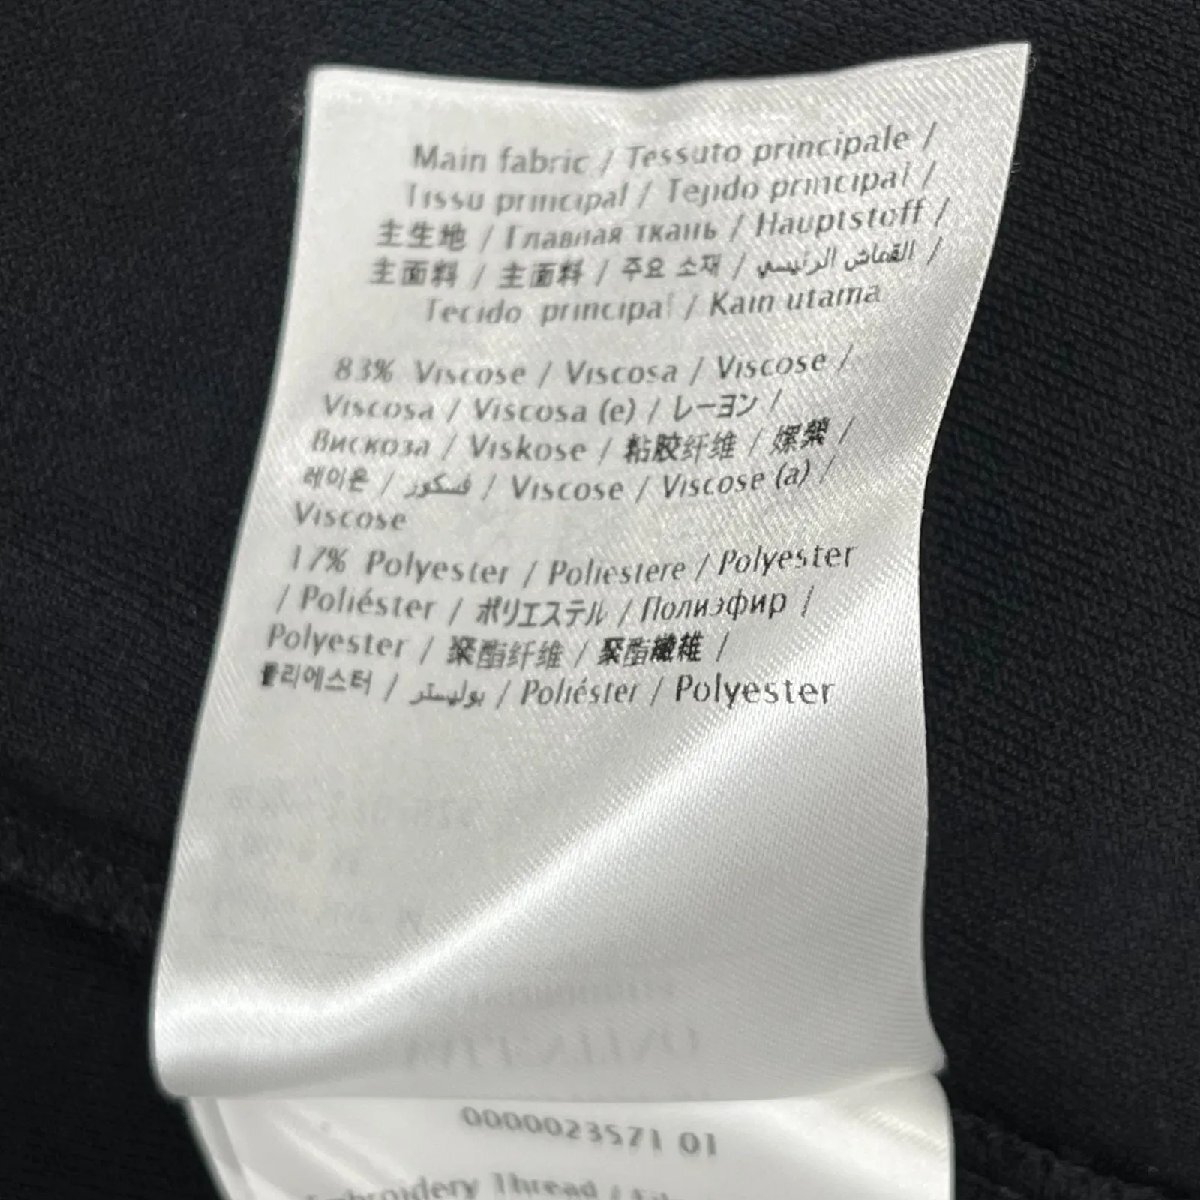 Main fabric / Tessuto principale /
Tissu principal / Tejido principal /
主生地 / Главная ткань / Hauptstoff /
主面料 / 主面料 / 주요 소재 / القماش الرئيسي /
Tecido principal / Kain utama
83% Viscose / Viscosa / Viscose /
Viscosa / Viscosa (e) / レーヨン /
Вискоза / Viskose / 粘胶纤维 / 嫘縈 /
레이온 / فسكوز / Viscose / Viscose (a) /
Viscose
17% Polyester / Poliestere / Polyester
/ Poliéster / ポリエステル / Полиэфир /
Polyester / 聚酯纤维 / 聚酯纖維 /
폴리에스터 / بوليستر / Poliéster / Polyester
0000023571 01
Embroidery Thread /